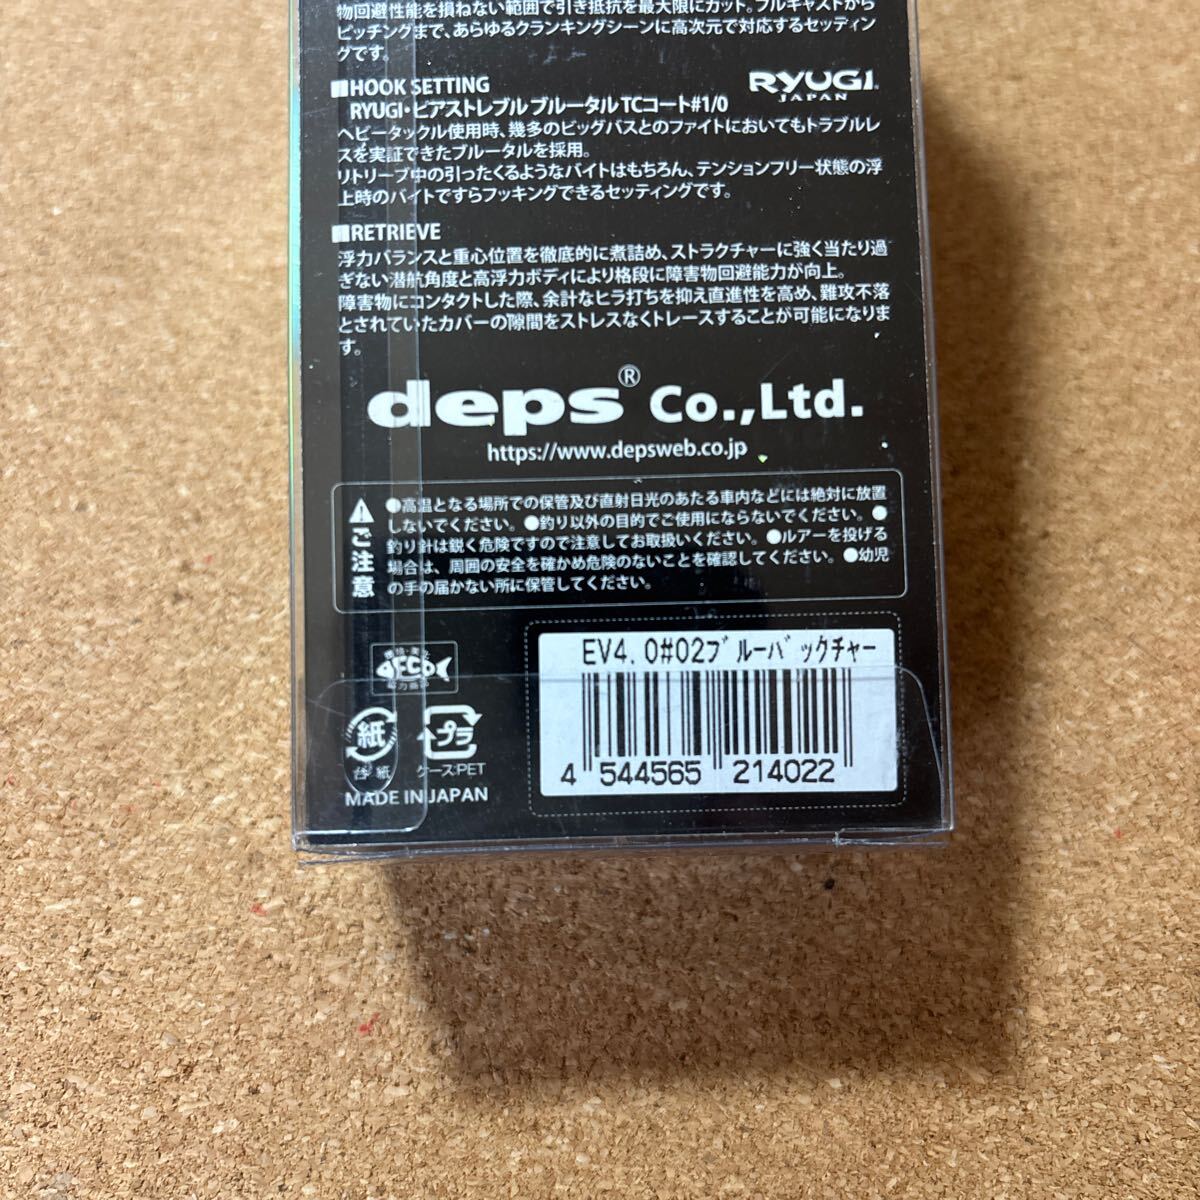 物回避性能を損ねない範囲で引き抵抗を最大限にカット。フルキャストから
ピッチングまで、あらゆるクランキングシーンに高次元で対応するセッティン
グです。
HOOK SETTING
RYUGI JAPAN
RYUGI・ピアストレブル ブルータル TCコート#1/0
ヘビータックル使用時、幾多のビッグバスとのファイトにおいてもトラブルレ
スを実証できたブルータルを採用。
リトリーブ中の引ったくるようなバイトはもちろん、テンションフリー状態の浮
上時のバイトですらフッキングできるセッティングです。
RETRIEVE
浮力バランスと重心位置を徹底的に煮詰め、ストラクチャーに強く当たり過
ぎない潜航角度と高浮力ボディにより格段に障害物回避能力が向上。
障害物にコンタクトした際、余計なヒラ打ちを抑え直進性を高め、難攻不落
とされていたカバーの隙間をストレスなくトレースすることが可能になりま
す。
deps® Co.,Ltd.
https://www.depsweb.co.jp
ご注意
●高温となる場所での保管及び直射日光のあたる車内などには絶対に放置
しないでください。●釣り以外の目的でご使用にならないでください。●
釣り針は鋭く危険ですので注意してお取扱いください。●ルアーを投げる
場合は、周囲の安全を確かめ危険のないことを確認してください。●幼児
の手の届かない所に保管してください。
ECO
紙
台紙
プラ
ケース:PET
MADE IN JAPAN
EV4.0#02ブルーバックチャー
4 544565 214022